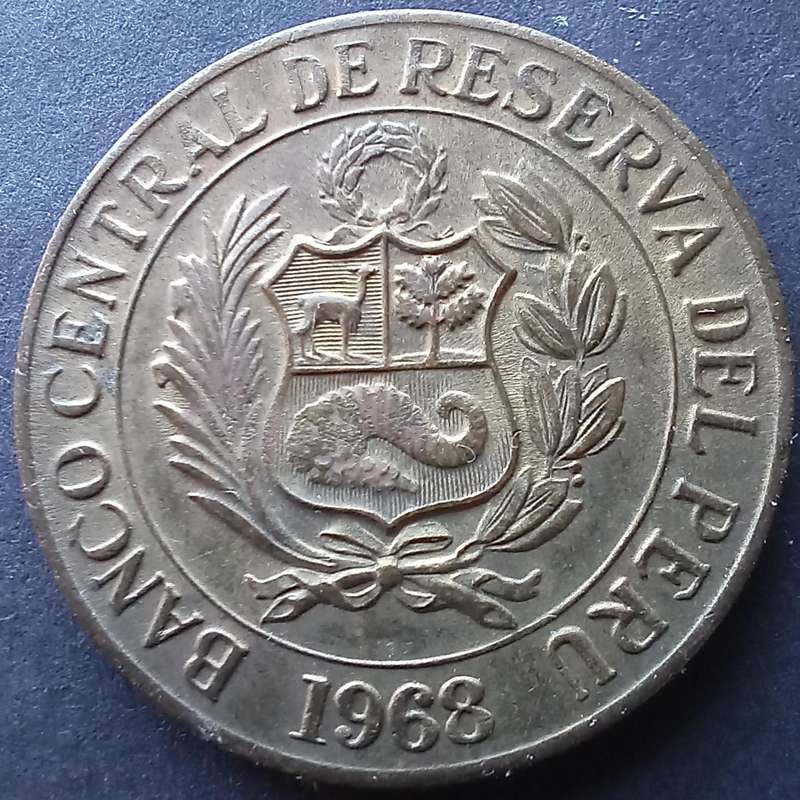 BANCO CENTRAL DE RESERVA DEL PERU
1968